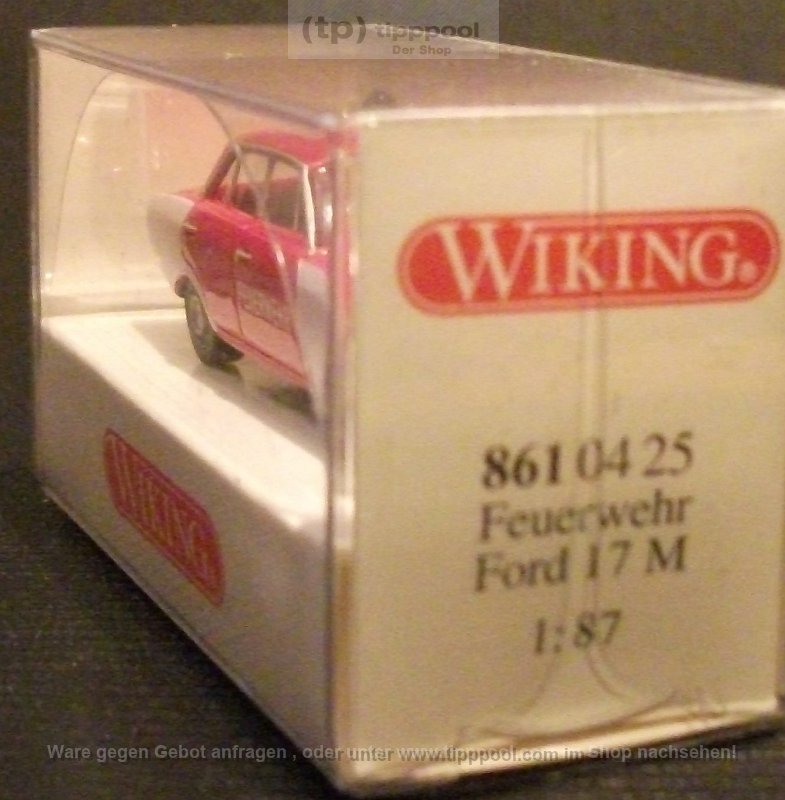 (tp) tipppool
Der Shop
WIKING®
861 04 25
Feuerwehr
Ford 17 M
1:87
WIKING
Ware gegen Gebot anfragen , oder unter www.tipppool.com im Shop nachsehen!